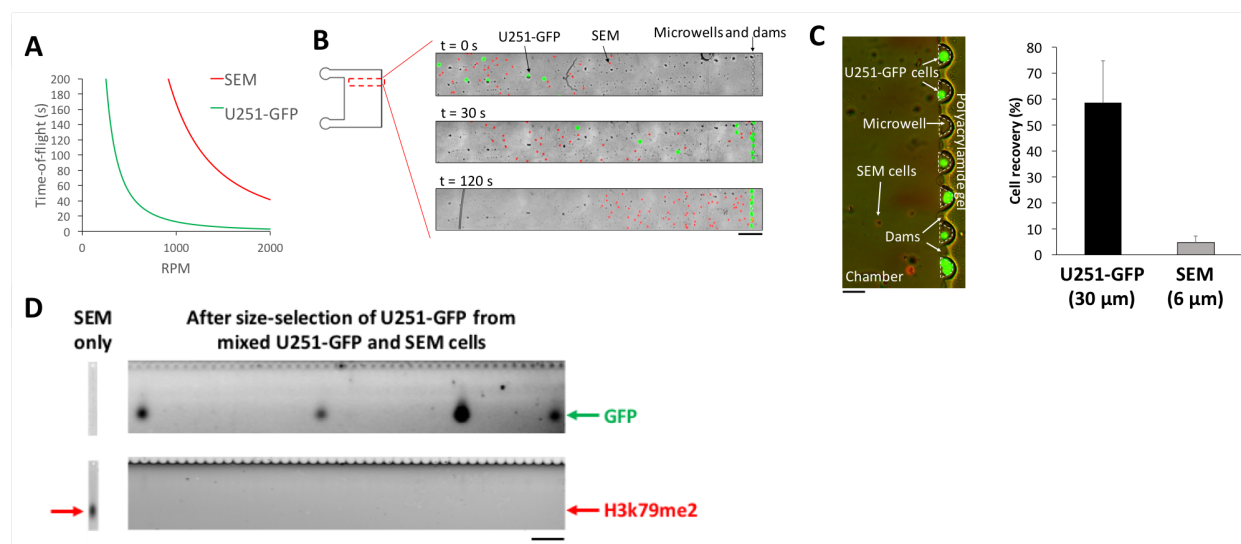 A
Time-of-flight (s)
200
180
160
140
120
100
80
60
40
20
0
0
1000
2000
RPM
SEM
U251-GFP
B
U251-GFP
SEM
Microwells and dams
t = 0 s
t = 30 s
t = 120 s
C
U251-GFP
cells
Microwell
SEM
cells
Dams
Chamber
Polyacrylamide gel
Cell recovery (%)
80
70
60
50
40
30
20
10
0
U251-GFP
(30 µm)
SEM
(6 µm)
D
SEM
only
After size-selection of U251-GFP from
mixed U251-GFP and SEM cells
GFP
H3k79me2